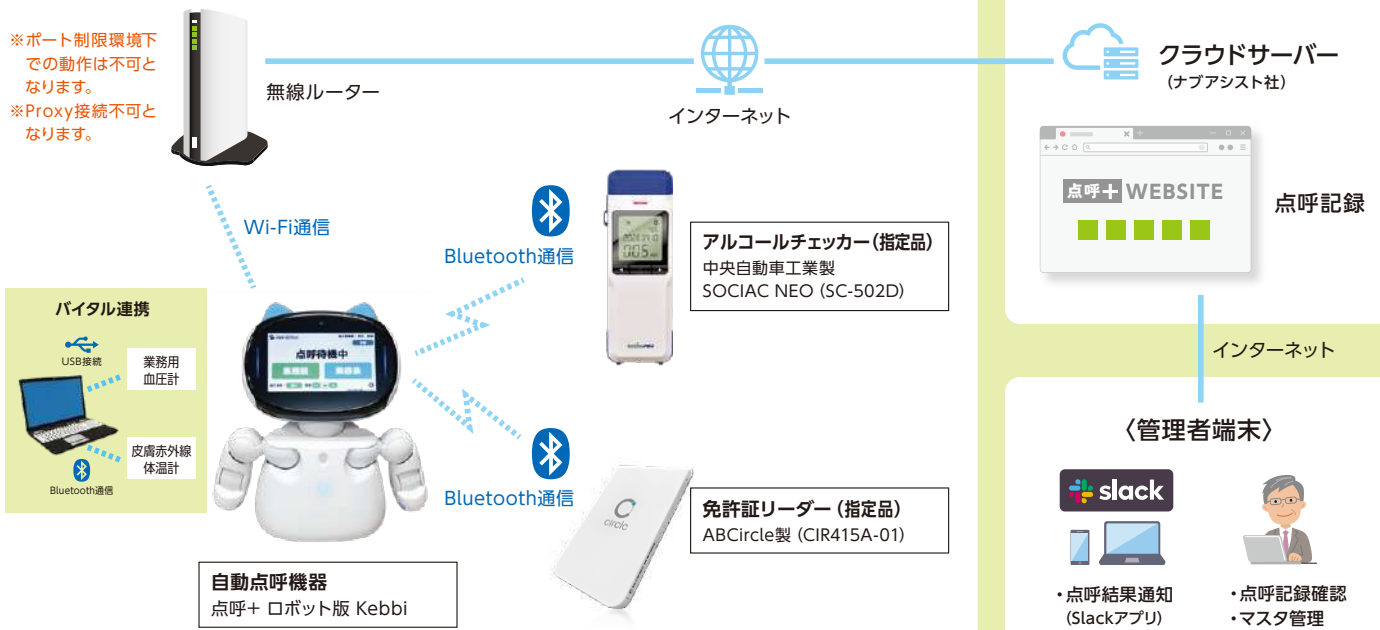 ※ポート制限環境下
での動作は不可と
なります。
※Proxy接続不可と
なります。
無線ルーター
インターネット
クラウドサーバー
(ナブアシスト社)
点呼+ WEBSITE
点呼記録
Wi-Fi通信
Bluetooth通信
アルコールチェッカー(指定品)
中央自動車工業製
SOCIAC NEO (SC-502D)
バイタル連携
USB接続
業務用
血圧計
皮膚赤外線
体温計
Bluetooth通信
点呼待機中
インターネット
〈管理者端末〉
Bluetooth通信
circle
免許証リーダー (指定品)
ABCircle製 (CIR415A-01)
自動点呼機器
点呼+ ロボット版 Kebbi
slack
・点呼結果通知
(Slackアプリ)
・点呼記録確認
・マスタ管理